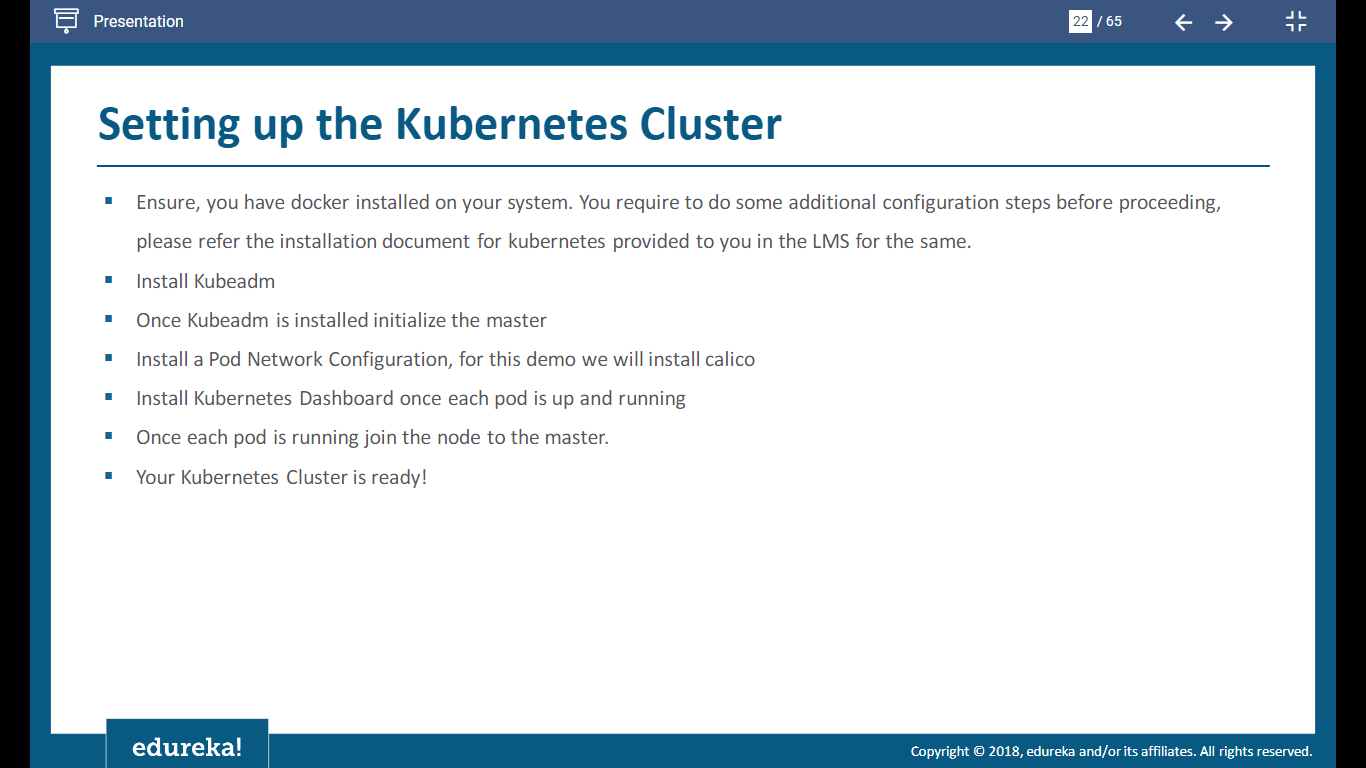 Presentation
22 / 65
Setting up the Kubernetes Cluster
Ensure, you have docker installed on your system. You require to do some additional configuration steps before proceeding,
please refer the installation document for kubernetes provided to you in the LMS for the same.
Install Kubeadm
Once Kubeadm is installed initialize the master
Install a Pod Network Configuration, for this demo we will install calico
Install Kubernetes Dashboard once each pod is up and running
Once each pod is running join the node to the master.
Your Kubernetes Cluster is ready!
edureka!
Copyright © 2018, edureka and/or its affiliates. All rights reserved.